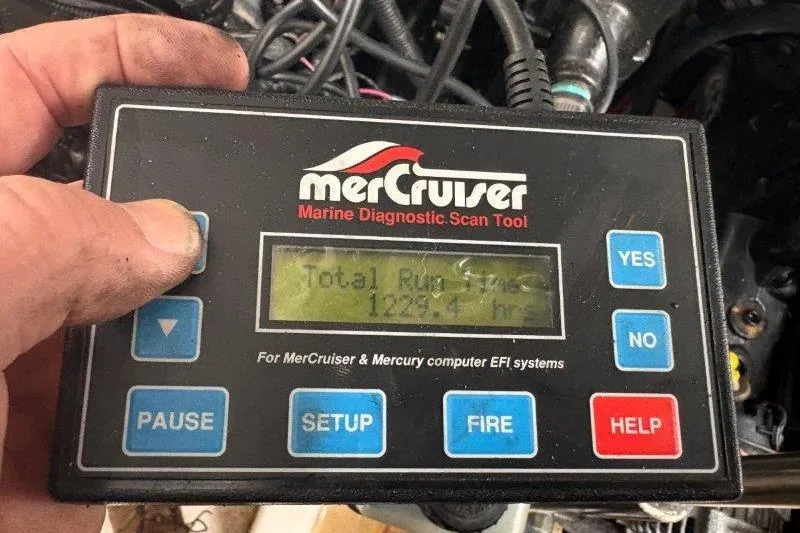 merCruiser
Marine Diagnostic Scan Tool
Total Run Time
1229.4 hrs
YES
NO
▼
For MerCruiser & Mercury computer EFI systems
PAUSE
SETUP
FIRE
HELP